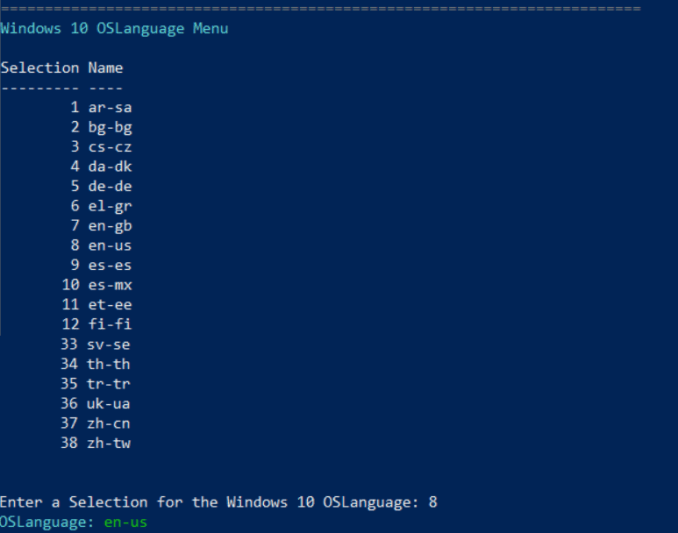 ================================================================================
Windows 10 OSLanguage Menu
Selection Name
--------- ----
1 ar-sa
2 bg-bg
3 cs-cz
4 da-dk
5 de-de
6 el-gr
7 en-gb
8 en-us
9 es-es
10 es-mx
11 et-ee
12 fi-fi
33 sv-se
34 th-th
35 tr-tr
36 uk-ua
37 zh-cn
38 zh-tw
Enter a Selection for the Windows 10 OSLanguage: 8
OSLanguage: en-us